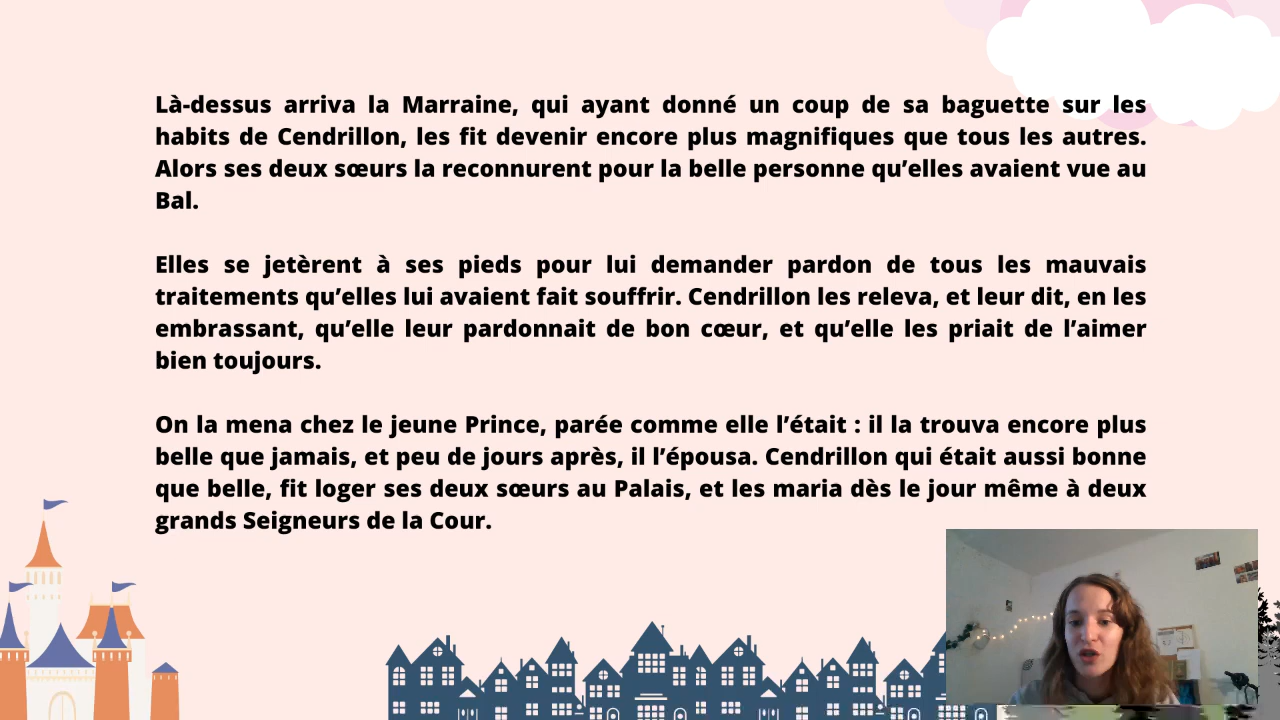 Là-dessus arriva la Marraine, qui ayant donné un coup de sa baguette sur les
habits de Cendrillon, les fit devenir encore plus magnifiques que tous les autres.
Alors ses deux sœurs la reconnurent pour la belle personne qu’elles avaient vue au
Bal.
Elles se jetèrent à ses pieds pour lui demander pardon de tous les mauvais
traitements qu’elles lui avaient fait souffrir. Cendrillon les releva, et leur dit, en les
embrassant, qu’elle leur pardonnait de bon cœur, et qu’elle les priait de l’aimer
bien toujours.
On la mena chez le jeune Prince, parée comme elle l’était : il la trouva encore plus
belle que jamais, et peu de jours après, il l’épousa. Cendrillon qui était aussi bonne
que belle, fit loger ses deux sœurs au Palais, et les maria dès le jour même à deux
grands Seigneurs de la Cour.